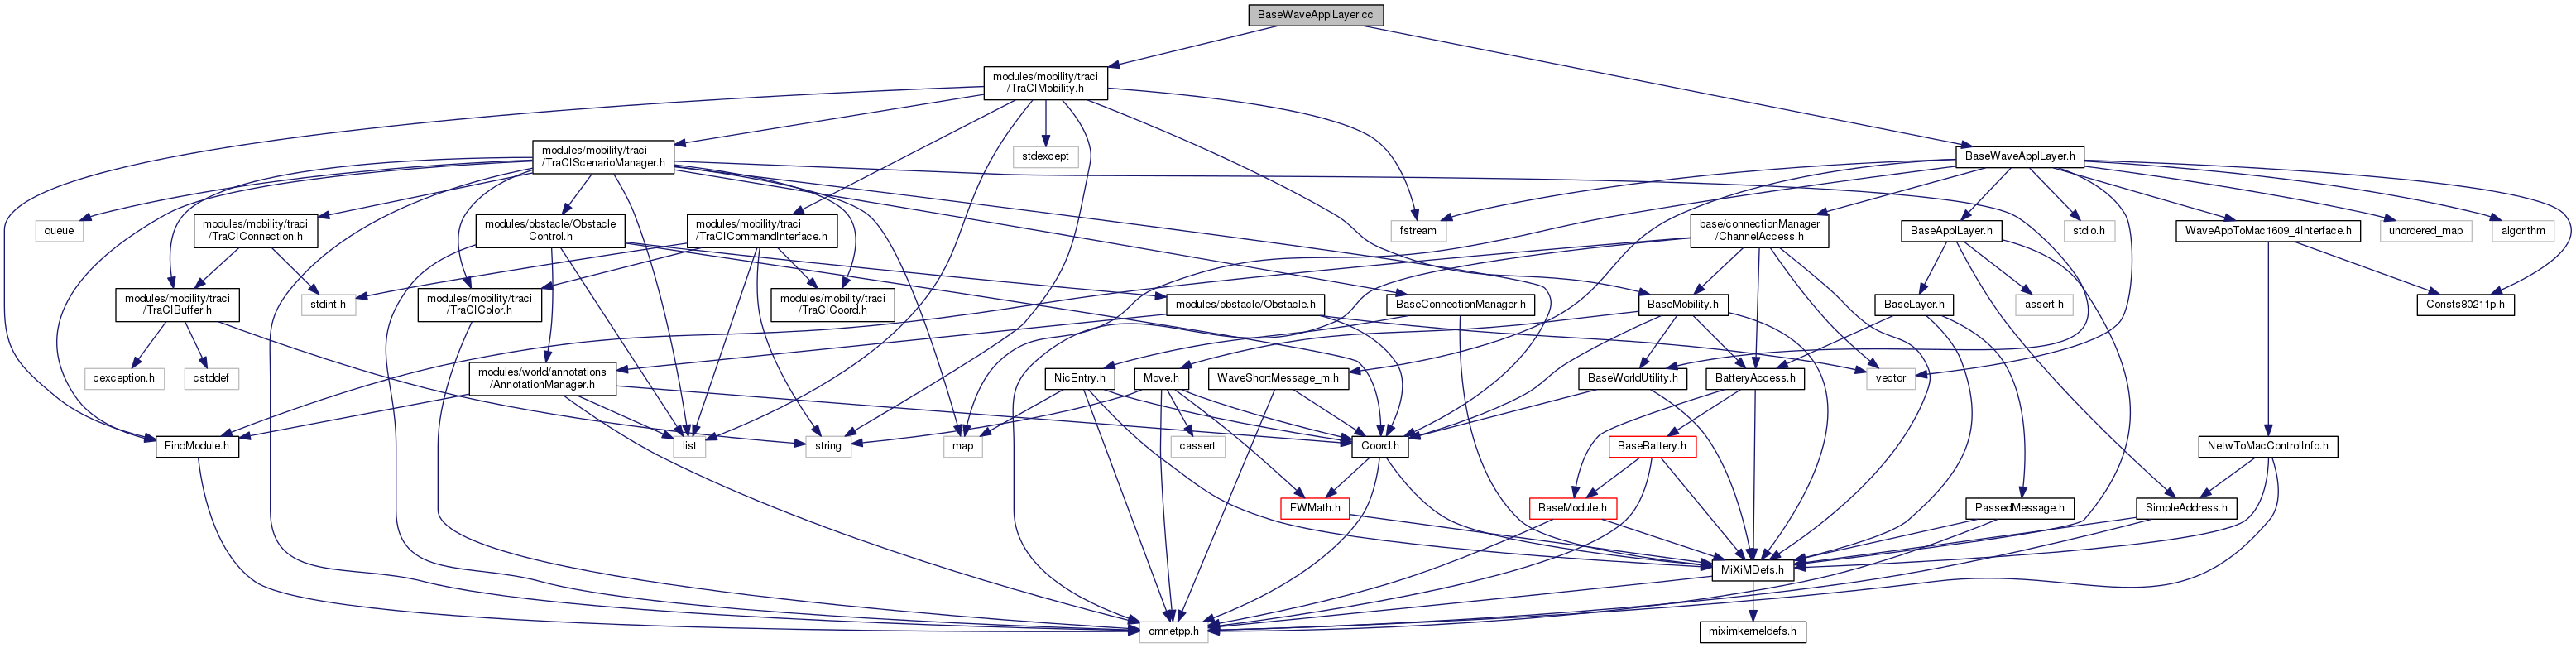 BaseWaveApplLayer.cc
modules/mobility/traci
/TraCIMobility.h
modules/mobility/traci
/TraCIScenarioManager.h
stdexcept
BaseWaveApplLayer.h
queue
modules/mobility/traci
/TraCIConnection.h
modules/obstacle/Obstacle
Control.h
modules/mobility/traci
/TraCICommandInterface.h
fstream
base/connectionManager
/ChannelAccess.h
BaseApplLayer.h
stdio.h
WaveAppToMac1609_4Interface.h
unordered_map
algorithm
modules/mobility/traci
/TraCIBuffer.h
stdint.h
modules/mobility/traci
/TraCIColor.h
modules/mobility/traci
/TraCICoord.h
BaseConnectionManager.h
BaseMobility.h
modules/obstacle/Obstacle.h
BaseLayer.h
assert.h
Consts80211p.h
cexception.h
cstddef
modules/world/annotations
/AnnotationManager.h
NicEntry.h
Move.h
WaveShortMessage_m.h
BaseWorldUtility.h
BatteryAccess.h
vector
FindModule.h
list
string
map
cassert
Coord.h
BaseBattery.h
NetwToMacControlInfo.h
FWMath.h
BaseModule.h
PassedMessage.h
SimpleAddress.h
MiXiMDefs.h
omnetpp.h
miximkerneldefs.h